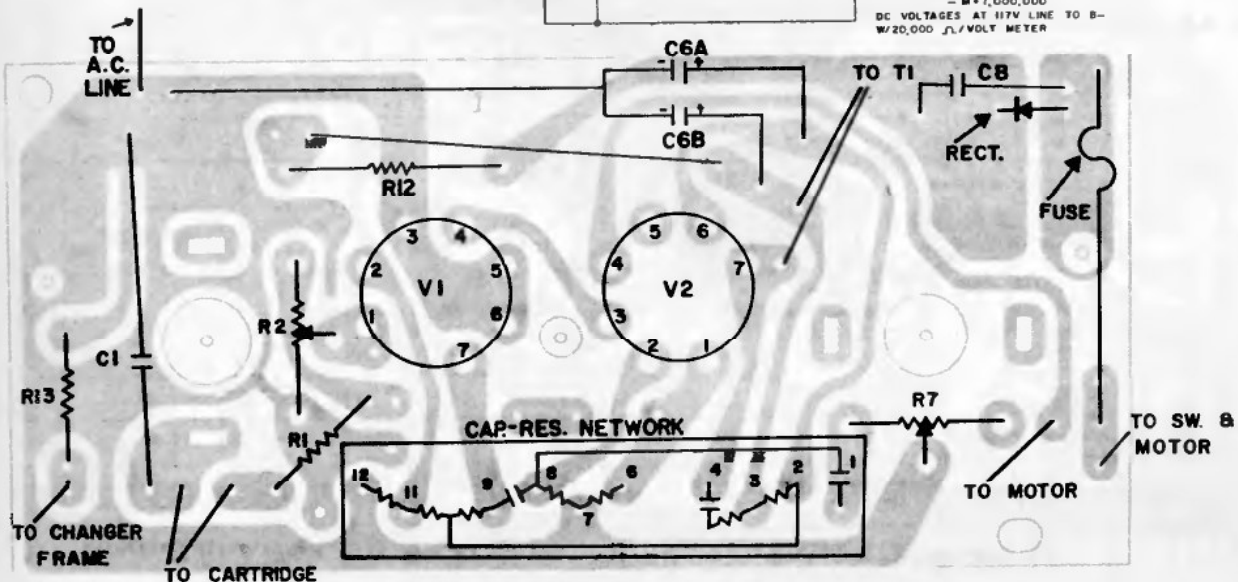 – M=1,000,000
DC VOLTAGES AT 117V LINE TO B–
W/20,000 Ω/VOLT METER
TO
A.C.
LINE
C6A
– +
– +
C6B
TO T1
C8
RECT.
FUSE
R12
V1
1
2
3
4
5
6
7
V2
1
2
3
4
5
6
7
R2
C1
R13
R1
R7
CAP.-RES. NETWORK
12
11
9
8
7
6
4
3
2
1
TO SW. &
MOTOR
TO MOTOR
TO CHANGER
FRAME
TO CARTRIDGE